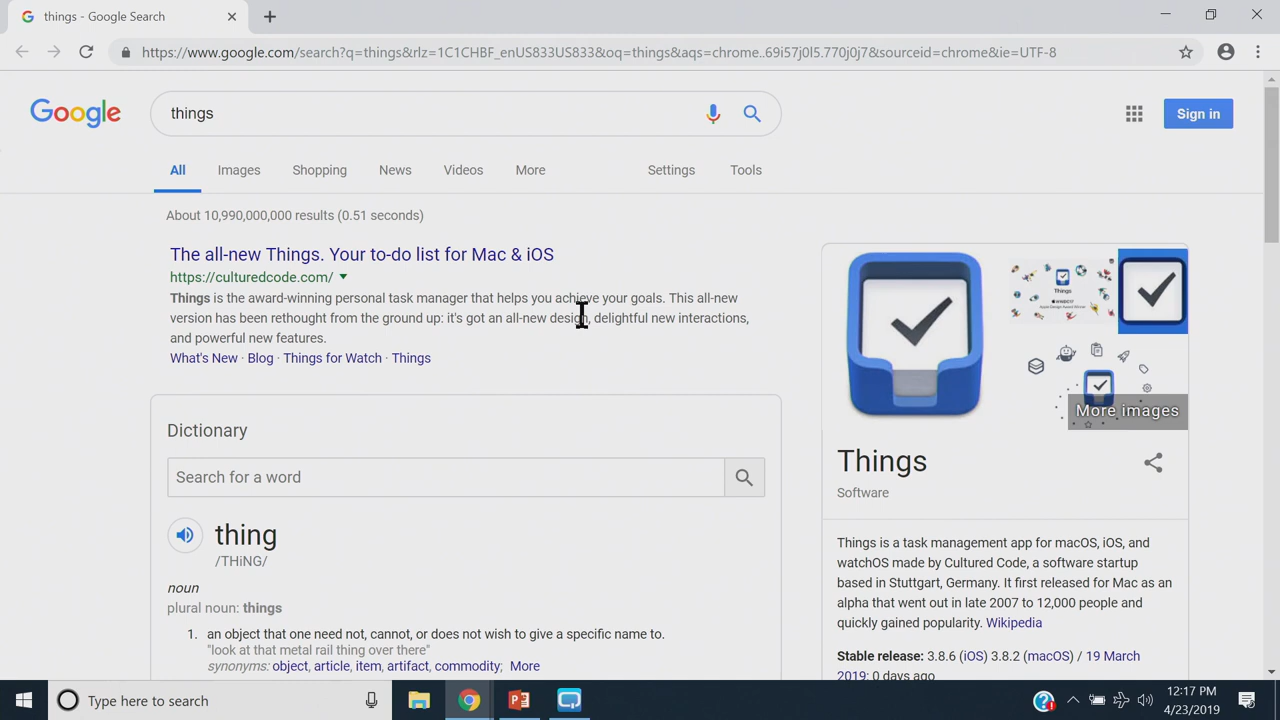 things - Google Search
https://www.google.com/search?q=things&rlz=1C1CHBF_enUS833US833&oq=things&aqs=chrome..69i57j0l5.770j0j7&sourceid=chrome&ie=UTF-8
Google
things
Sign in
All Images Shopping News Videos More Settings Tools
About 10,990,000,000 results (0.51 seconds)
The all-new Things. Your to-do list for Mac & iOS
https://culturedcode.com/
Things is the award-winning personal task manager that helps you achieve your goals. This all-new
version has been rethought from the ground up: it's got an all-new design, delightful new interactions,
and powerful new features.
What's New · Blog · Things for Watch · Things
Dictionary
Search for a word
thing
/THiNG/
noun
plural noun: things
1. an object that one need not, cannot, or does not wish to give a specific name to.
"look at that metal rail thing over there"
synonyms: object, article, item, artifact, commodity; More
Things
More images
Things
Software
Things is a task management app for macOS, iOS, and
watchOS made by Cultured Code, a software startup
based in Stuttgart, Germany. It first released for Mac as an
alpha that went out in late 2007 to 12,000 people and
quickly gained popularity. Wikipedia
Stable release: 3.8.6 (iOS) 3.8.2 (macOS) / 19 March
2019; 0 days ago
Type here to search
12:17 PM
4/23/2019